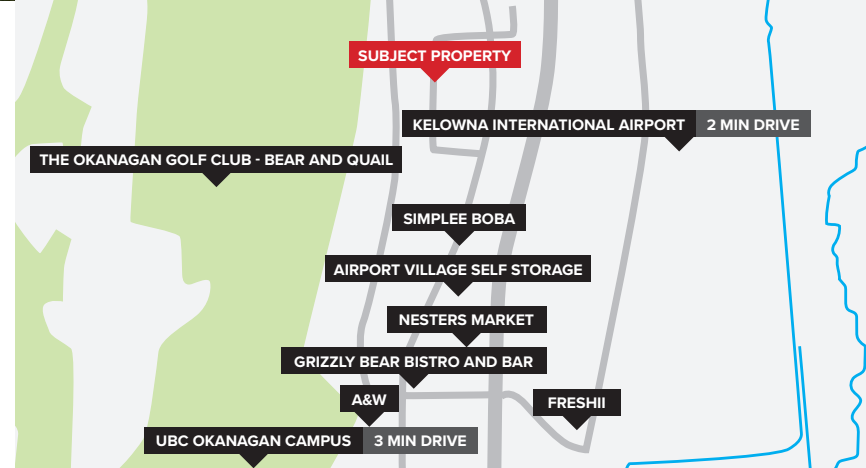 SUBJECT PROPERTY
KELOWNA INTERNATIONAL AIRPORT 2 MIN DRIVE
THE OKANAGAN GOLF CLUB - BEAR AND QUAIL
SIMPLEE BOBA
AIRPORT VILLAGE SELF STORAGE
NESTERS MARKET
GRIZZLY BEAR BISTRO AND BAR
A&W
FRESHII
UBC OKANAGAN CAMPUS 3 MIN DRIVE